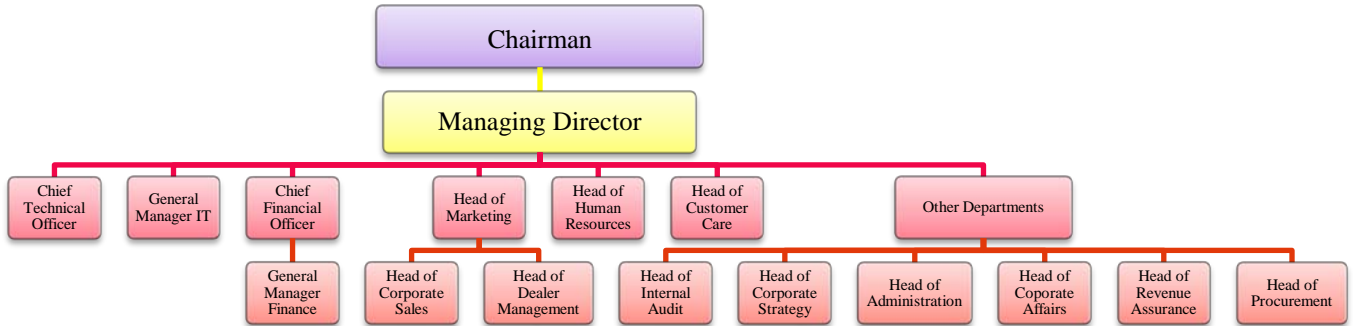 Chairman
Managing Director
Chief
Technical
Officer
General
Manager IT
Chief
Financial
Officer
Head of
Marketing
Head of
Human
Resources
Head of
Customer
Care
Other Departments
General
Manager
Finance
Head of
Corporate
Sales
Head of
Dealer
Management
Head of
Internal
Audit
Head of
Corporate
Strategy
Head of
Administration
Head of
Coporate
Affairs
Head of
Revenue
Assurance
Head of
Procurement